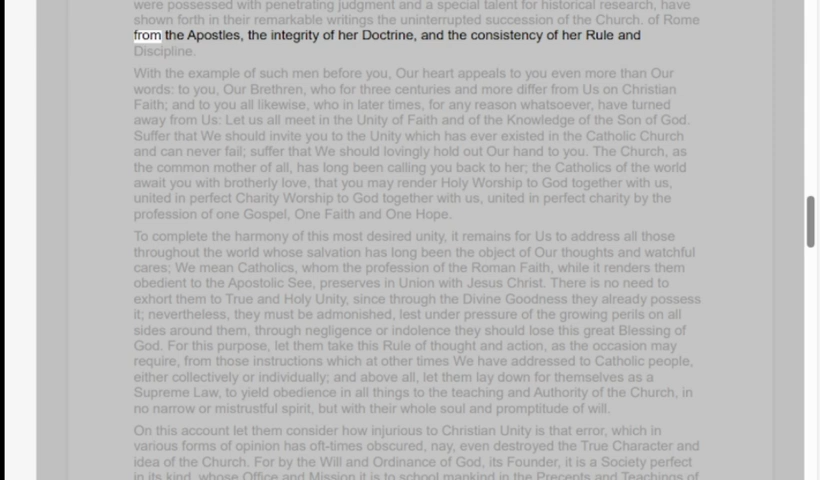 were possessed with penetrating judgment and a special talent for historical research, have
shown forth in their remarkable writings the uninterrupted succession of the Church. of Rome
from the Apostles, the integrity of her Doctrine, and the consistency of her Rule and
Discipline.
With the example of such men before you, Our heart appeals to you even more than Our
words: to you, Our Brethren, who for three centuries and more differ from Us on Christian
Faith; and to you all likewise, who in later times, for any reason whatsoever, have turned
away from Us: Let us all meet in the Unity of Faith and of the Knowledge of the Son of God.
Suffer that We should invite you to the Unity which has ever existed in the Catholic Church
and can never fail; suffer that We should lovingly hold out Our hand to you. The Church, as
the common mother of all, has long been calling you back to her; the Catholics of the world
await you with brotherly love, that you may render Holy Worship to God together with us,
united in perfect Charity Worship to God together with us, united in perfect charity by the
profession of one Gospel, One Faith and One Hope.
To complete the harmony of this most desired unity, it remains for Us to address all those
throughout the world whose salvation has long been the object of Our thoughts and watchful
cares; We mean Catholics, whom the profession of the Roman Faith, while it renders them
obedient to the Apostolic See, preserves in Union with Jesus Christ. There is no need to
exhort them to True and Holy Unity, since through the Divine Goodness they already possess
it; nevertheless, they must be admonished, lest under pressure of the growing perils on all
sides around them, through negligence or indolence they should lose this great Blessing of
God. For this purpose, let them take this Rule of thought and action, as the occasion may
require, from those instructions which at other times We have addressed to Catholic people,
either collectively or individually; and above all, let them lay down for themselves as a
Supreme Law, to yield obedience in all things to the teaching and Authority of the Church, in
no narrow or mistrustful spirit, but with their whole soul and promptitude of will.
On this account let them consider how injurious to Christian Unity is that error, which in
various forms of opinion has oft-times obscured, nay, even destroyed the True Character and
idea of the Church. For by the Will and Ordinance of God, its Founder, it is a Society perfect
in its kind, whose Office and Mission it is to school mankind in the Precepts and Teachings of